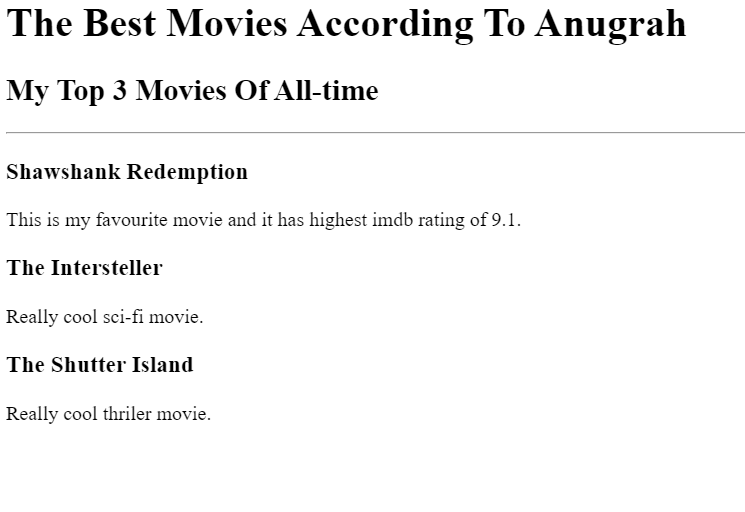 The Best Movies According To Anugrah
My Top 3 Movies Of All-time
Shawshank Redemption
This is my favourite movie and it has highest imdb rating of 9.1.
The Intersteller
Really cool sci-fi movie.
The Shutter Island
Really cool thriler movie.